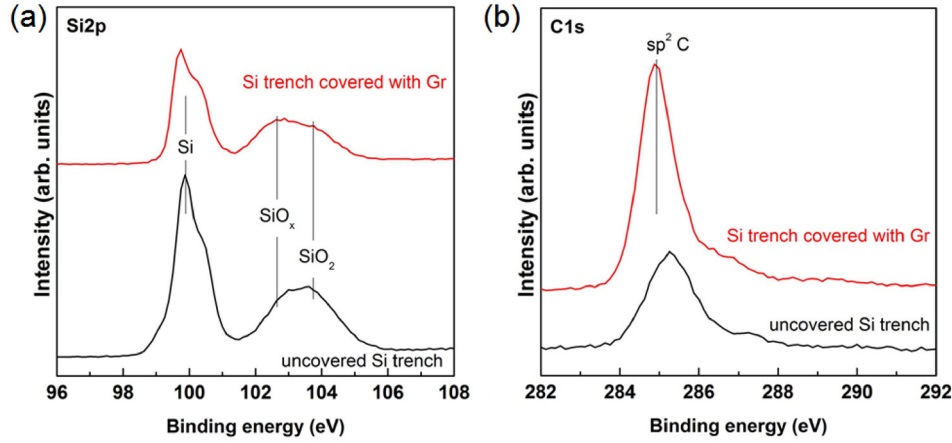 (a)
Si2p
Si trench covered with Gr
Si
SiOₓ
SiO₂
uncovered Si trench
Intensity (arb. units)
96 98 100 102 104 106 108
Binding energy (eV)
(b)
C1s
sp² C
Si trench covered with Gr
uncovered Si trench
Intensity (arb. units)
282 284 286 288 290 292
Binding energy (eV)